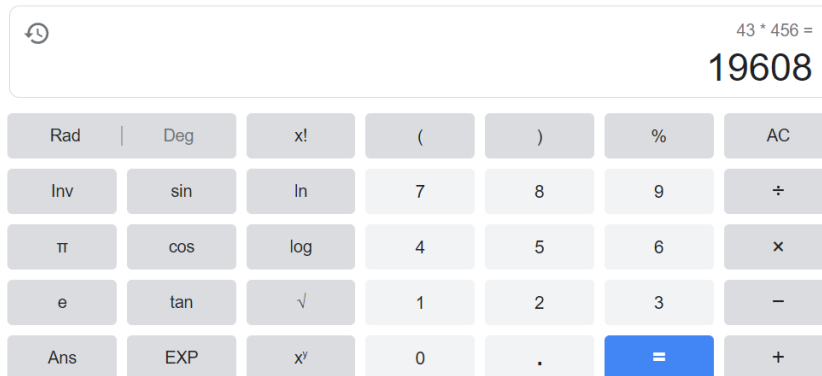 43 * 456 =
19608
Rad | Deg x! ( ) % AC
Inv sin ln 7 8 9 ÷
π cos log 4 5 6 ×
e tan √ 1 2 3 −
Ans EXP xʸ 0 . = +